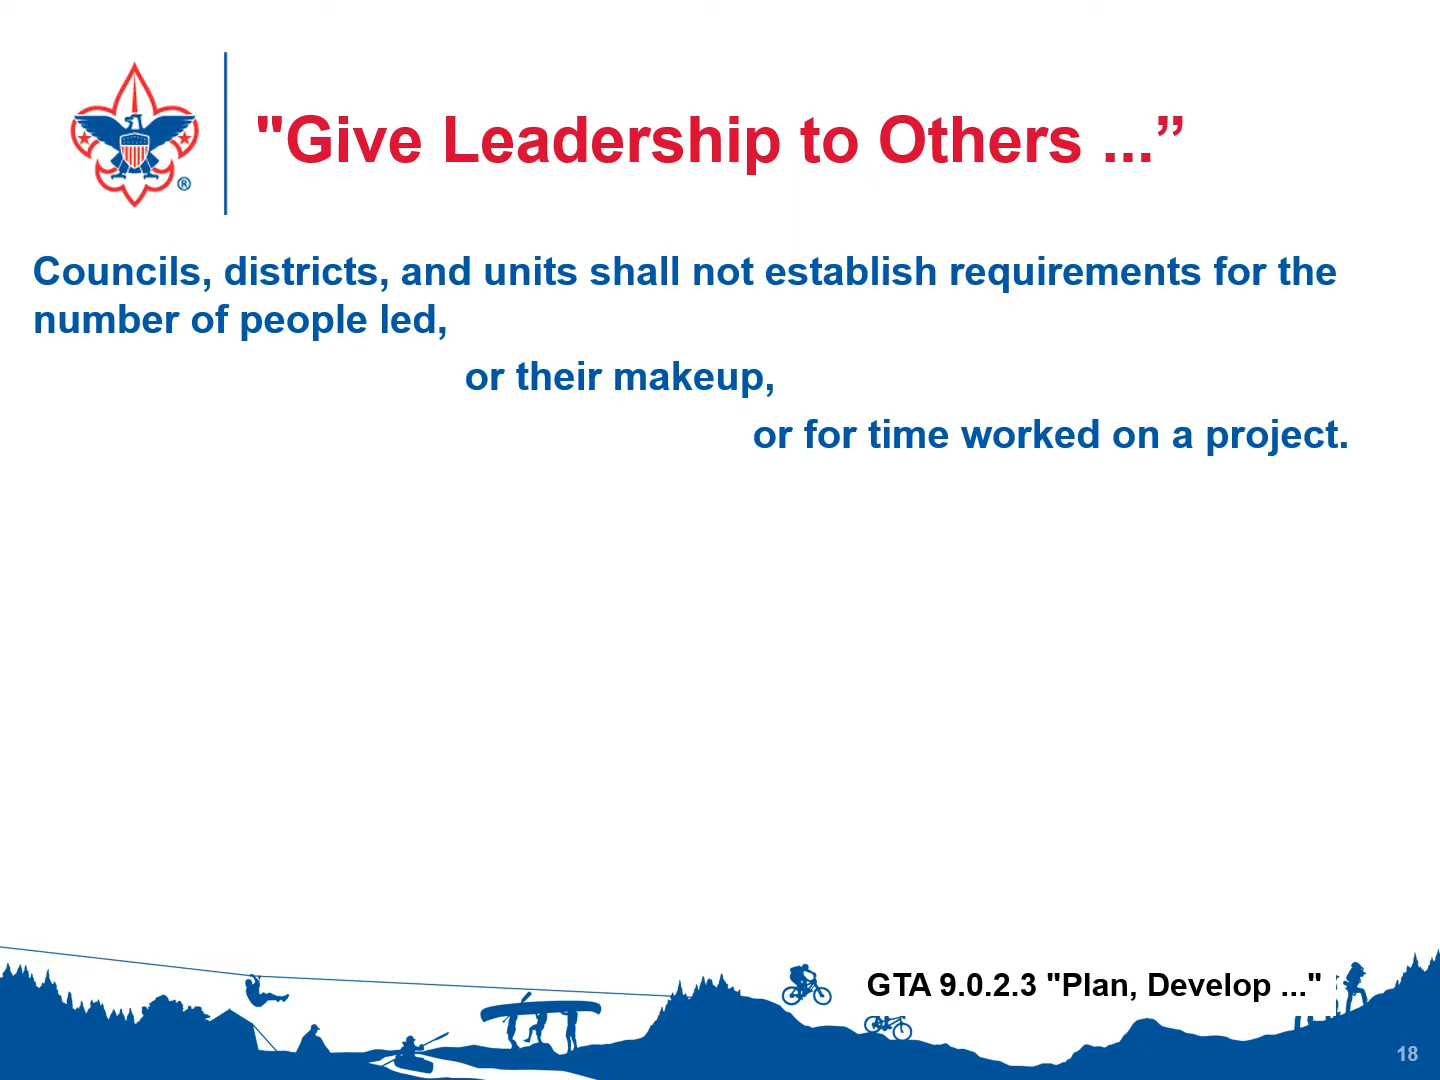 "Give Leadership to Others ...”
Councils, districts, and units shall not establish requirements for the
number of people led,
or their makeup,
or for time worked on a project.
GTA 9.0.2.3 "Plan, Develop ..."
18